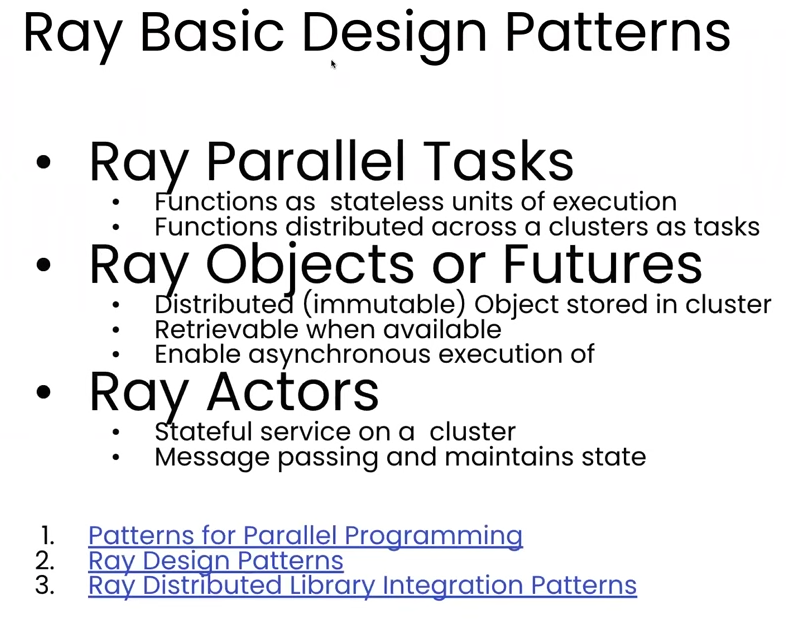 Ray Basic Design Patterns
• Ray Parallel Tasks
• Functions as stateless units of execution
• Functions distributed across a clusters as tasks
• Ray Objects or Futures
• Distributed (immutable) Object stored in cluster
• Retrievable when available
• Enable asynchronous execution of
• Ray Actors
• Stateful service on a cluster
• Message passing and maintains state
1. Patterns for Parallel Programming
2. Ray Design Patterns
3. Ray Distributed Library Integration Patterns